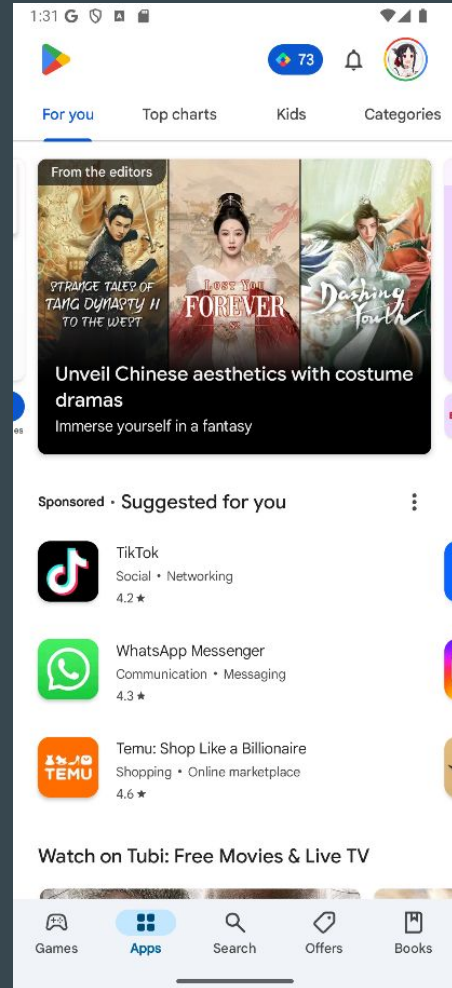 1:31
73
For you
Top charts
Kids
Categories
From the editors
STRANGE TALES OF
TANG DYNASTY II
TO THE WEST
LOST YOU
FOREVER
S2
Dashing
Youth
Unveil Chinese aesthetics with costume
dramas
Immerse yourself in a fantasy
es
Sponsored • Suggested for you
TikTok
Social • Networking
4.2★
WhatsApp Messenger
Communication • Messaging
4.3★
TEMU
Temu: Shop Like a Billionaire
Shopping • Online marketplace
4.6★
Watch on Tubi: Free Movies & Live TV
Games
Apps
Search
Offers
Books